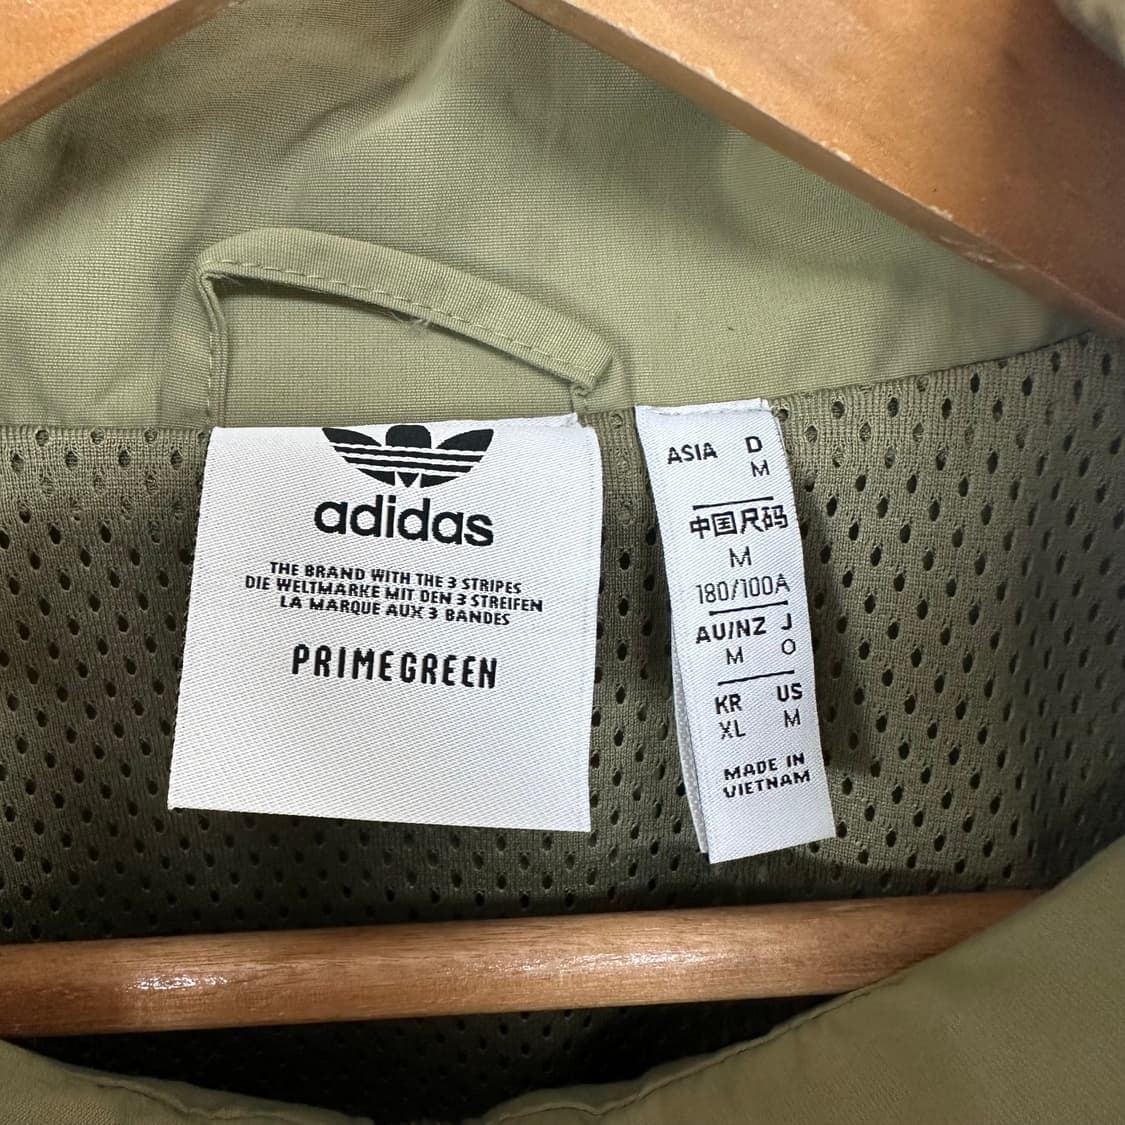 adidas
THE BRAND WITH THE 3 STRIPES
DIE WELTMARKE MIT DEN 3 STREIFEN
LA MARQUE AUX 3 BANDES
PRIMEGREEN
ASIA D
M
中国尺码
M
180/100A
AU/NZ J
M O
KR US
XL M
MADE IN
VIETNAM